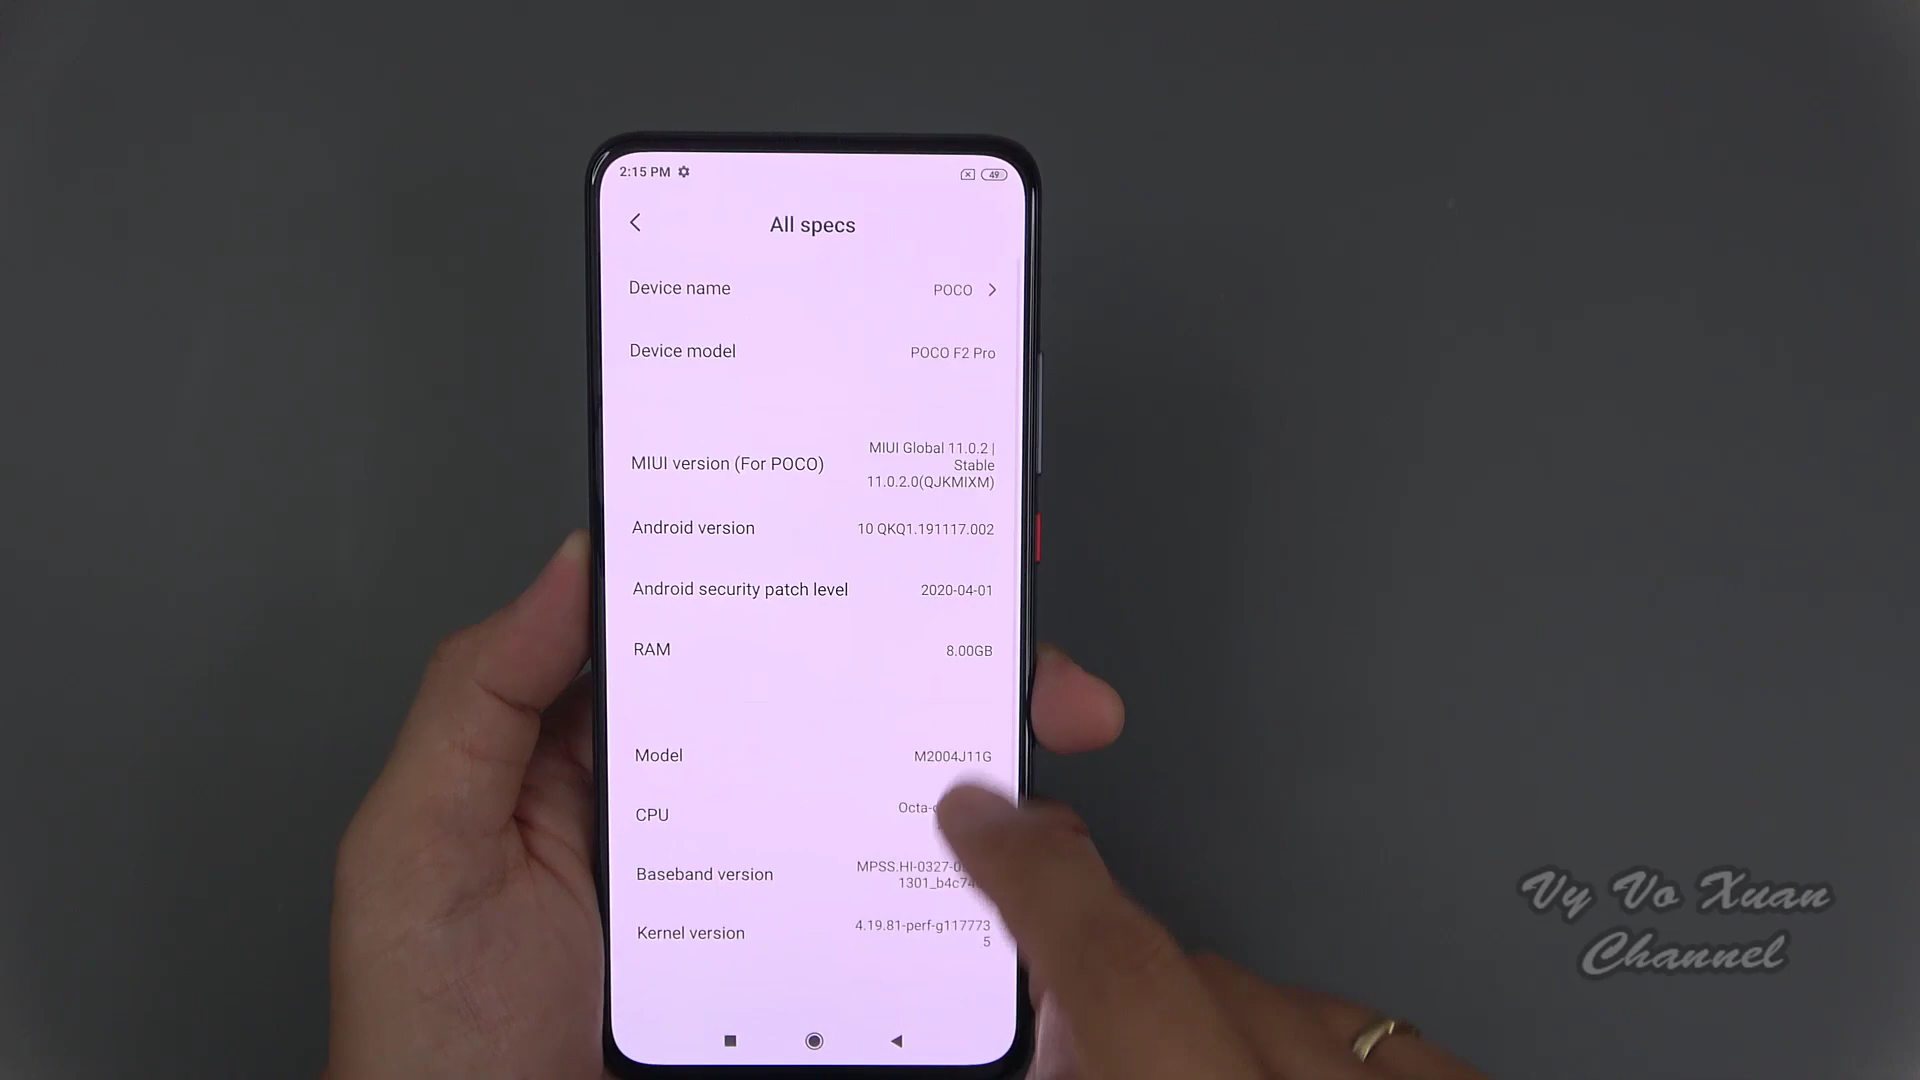 2:15 PM
49
All specs
Device name
POCO
Device model
POCO F2 Pro
MIUI version (For POCO)
MIUI Global 11.0.2 |
Stable
11.0.2.0(QJKMIXM)
Android version
10 QKQ1.191117.002
Android security patch level
2020-04-01
RAM
8.00GB
Model
M2004J11G
CPU
Baseband version
Kernel version
4.19.81-perf-g117773
5
Vy Vo Xuan
Channel